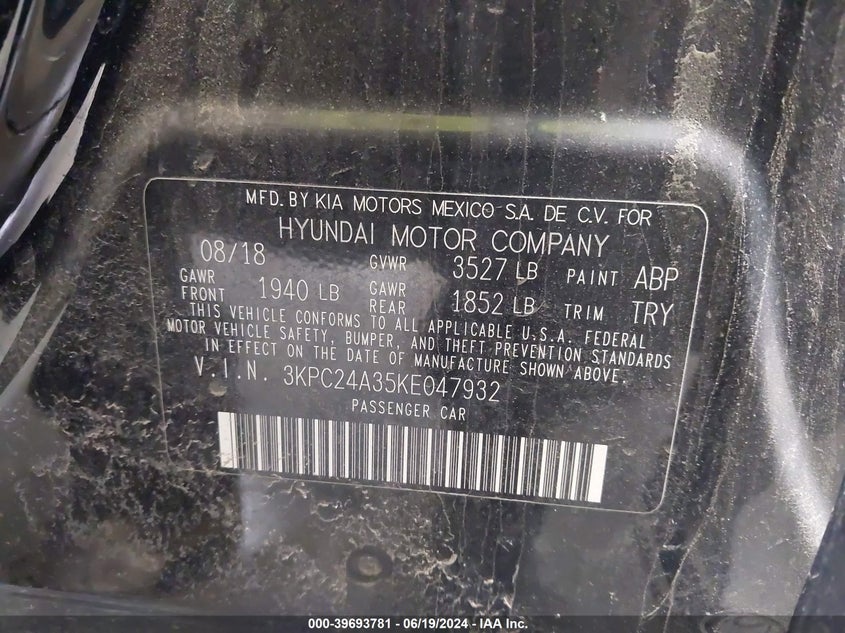 MFD. BY KIA MOTORS MEXICO S.A. DE C.V. FOR
HYUNDAI MOTOR COMPANY
08/18 GVWR 3527 LB PAINT ABP
GAWR FRONT 1940 LB GAWR REAR 1852 LB TRIM TRY
THIS VEHICLE CONFORMS TO ALL APPLICABLE U.S.A. FEDERAL
MOTOR VEHICLE SAFETY, BUMPER, AND THEFT PREVENTION STANDARDS
IN EFFECT ON THE DATE OF MANUFACTURE SHOWN ABOVE.
V.I.N. 3KPC24A35KE047932
PASSENGER CAR
000-39693781 / 06/19/2024 - IAA Inc.